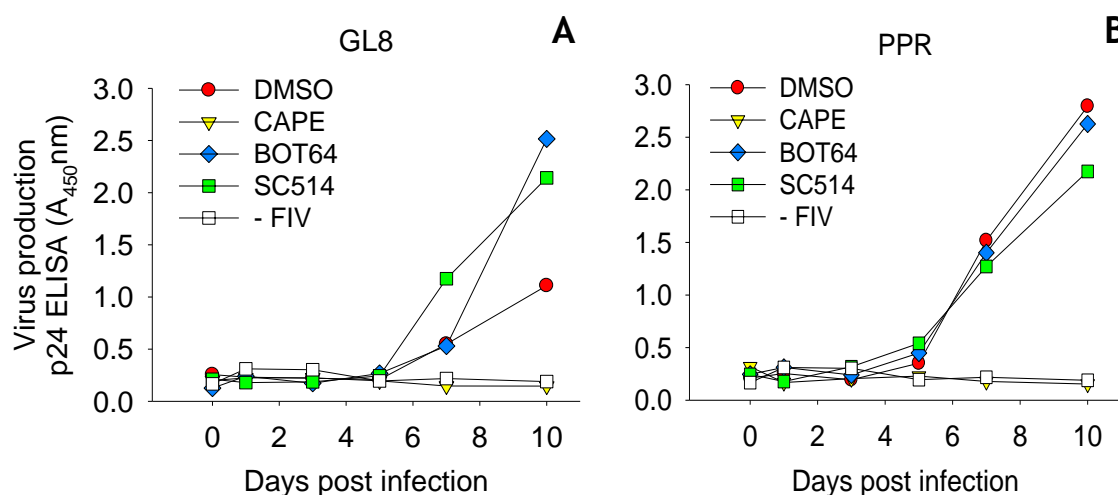 GL8
A
3.0
2.5
2.0
1.5
1.0
0.5
0.0
DMSO
CAPE
BOT64
SC514
- FIV
Virus production
p24 ELISA (A450nm)
0 2 4 6 8 10
Days post infection
PPR
B
3.0
2.5
2.0
1.5
1.0
0.5
0.0
DMSO
CAPE
BOT64
SC514
- FIV
0 2 4 6 8 10
Days post infection